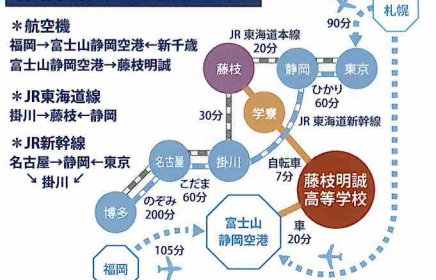 *航空機
福岡→富士山静岡空港←新千歳
富士山静岡空港→藤枝明誠
*JR東海道線
掛川→藤枝←静岡
*JR新幹線
名古屋→静岡←東京
↘ 掛川 ↙
札幌
90分
JR 東海道本線
20分
藤枝
静岡
東京
ひかり
60分
30分
学寮
JR 東海道新幹線
名古屋
掛川
自転車
7分
こだま
60分
藤枝明誠
高等学校
博多
のぞみ
200分
富士山
静岡空港
車
20分
福岡
105分